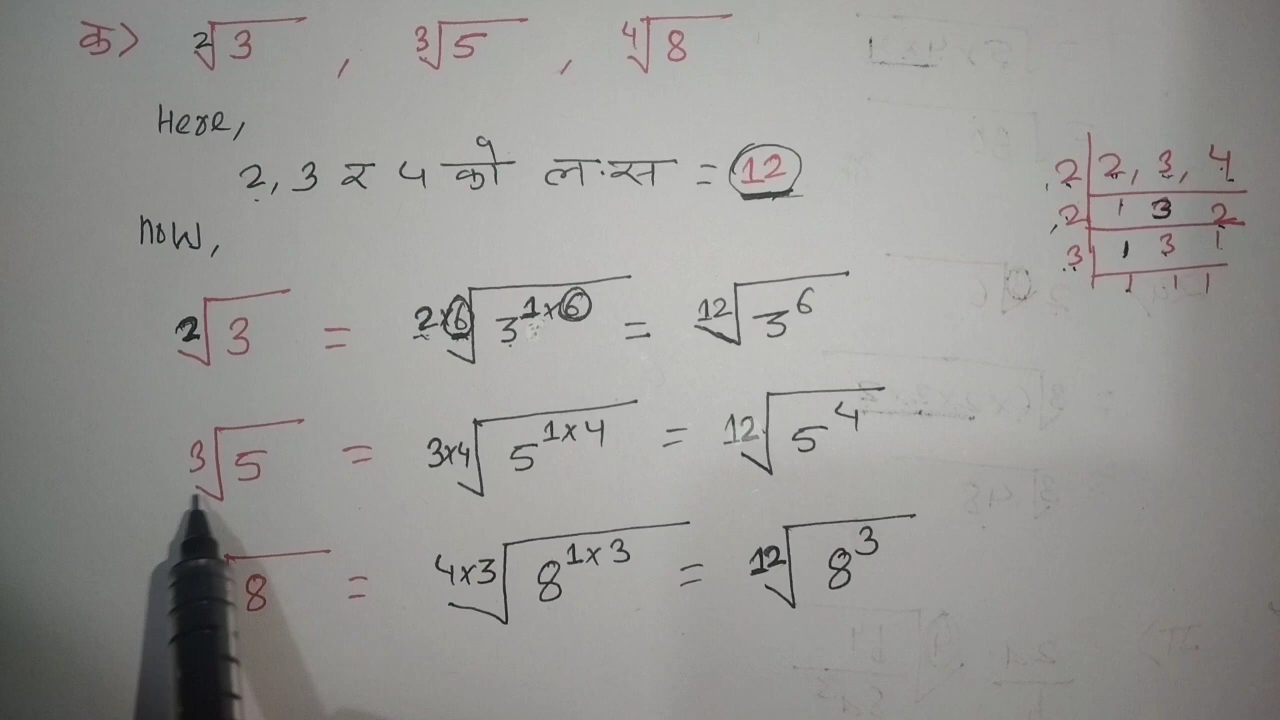 क) ²√3 , ³√5 , ⁴√8
Here,
2, 3 र 4 को ल.स = 12
2 | 2, 3, 4
2 | 1 3 2
3 | 1 3 1
1 1 1
now,
²√3 = ²ˣ⁶√3¹ˣ⁶ = ¹²√3⁶
³√5 = ³ˣ⁴√5¹ˣ⁴ = ¹²√5⁴
√8 = ⁴ˣ³√8¹ˣ³ = ¹²√8³